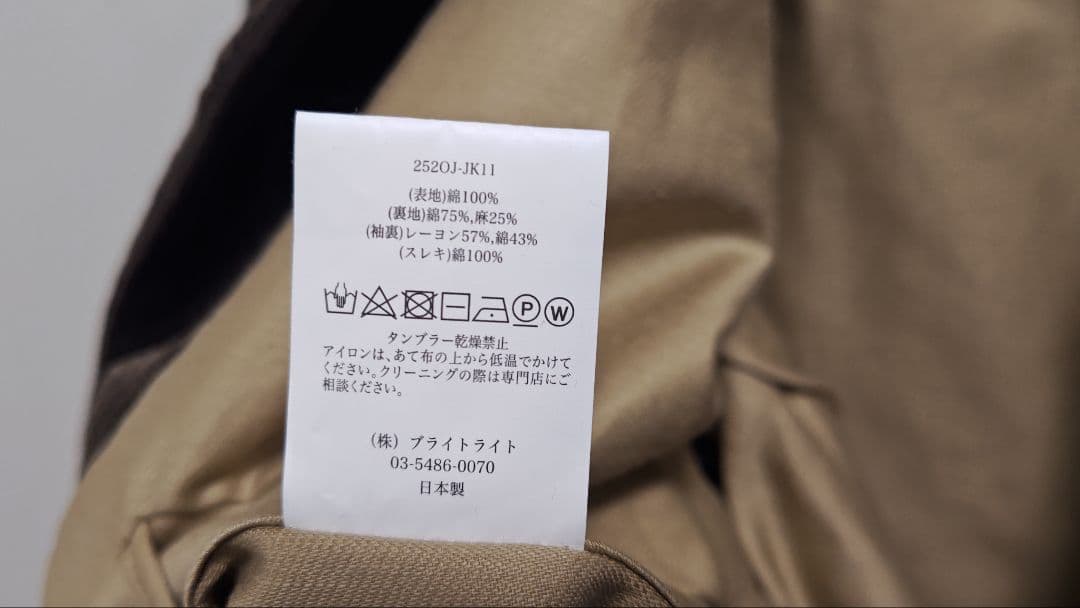 252OJ-JK11
(表地)綿100%
(裏地)綿75%,麻25%
(袖裏)レーヨン57%,綿43%
(スレキ)綿100%
P W
タンブラー乾燥禁止
アイロンは、あて布の上から低温でかけて
ください。クリーニングの際は専門店にご
相談ください。
(株) ブライトライト
03-5486-0070
日本製